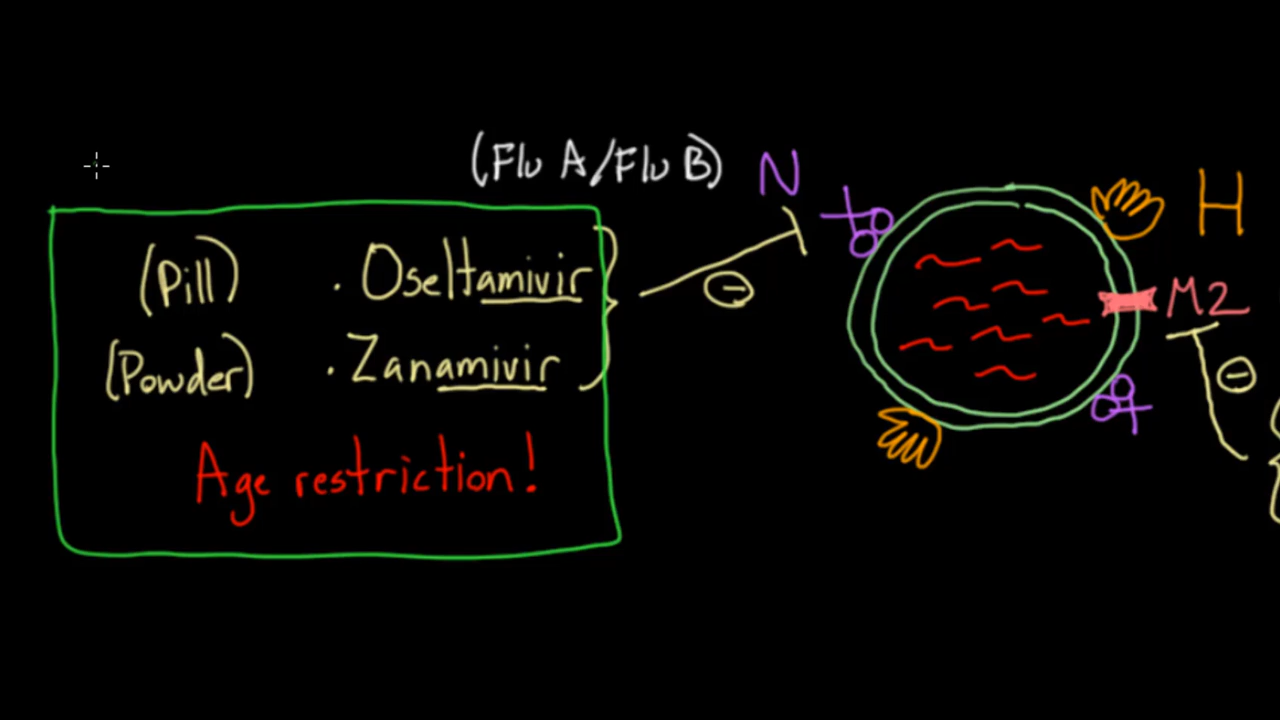 (Flu A/Flu B)
N
H
(Pill) · Oseltamivir
M2
(Powder) · Zanamivir
Age restriction!